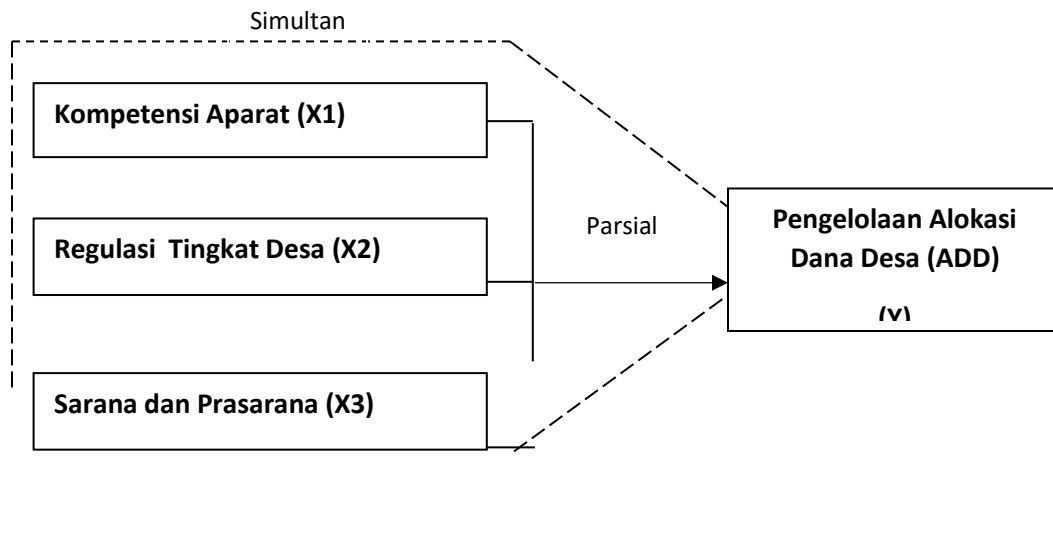 Simultan
Kompetensi Aparat (X1)
Regulasi  Tingkat Desa (X2)
Sarana dan Prasarana (X3)
Parsial
Pengelolaan Alokasi
Dana Desa (ADD)